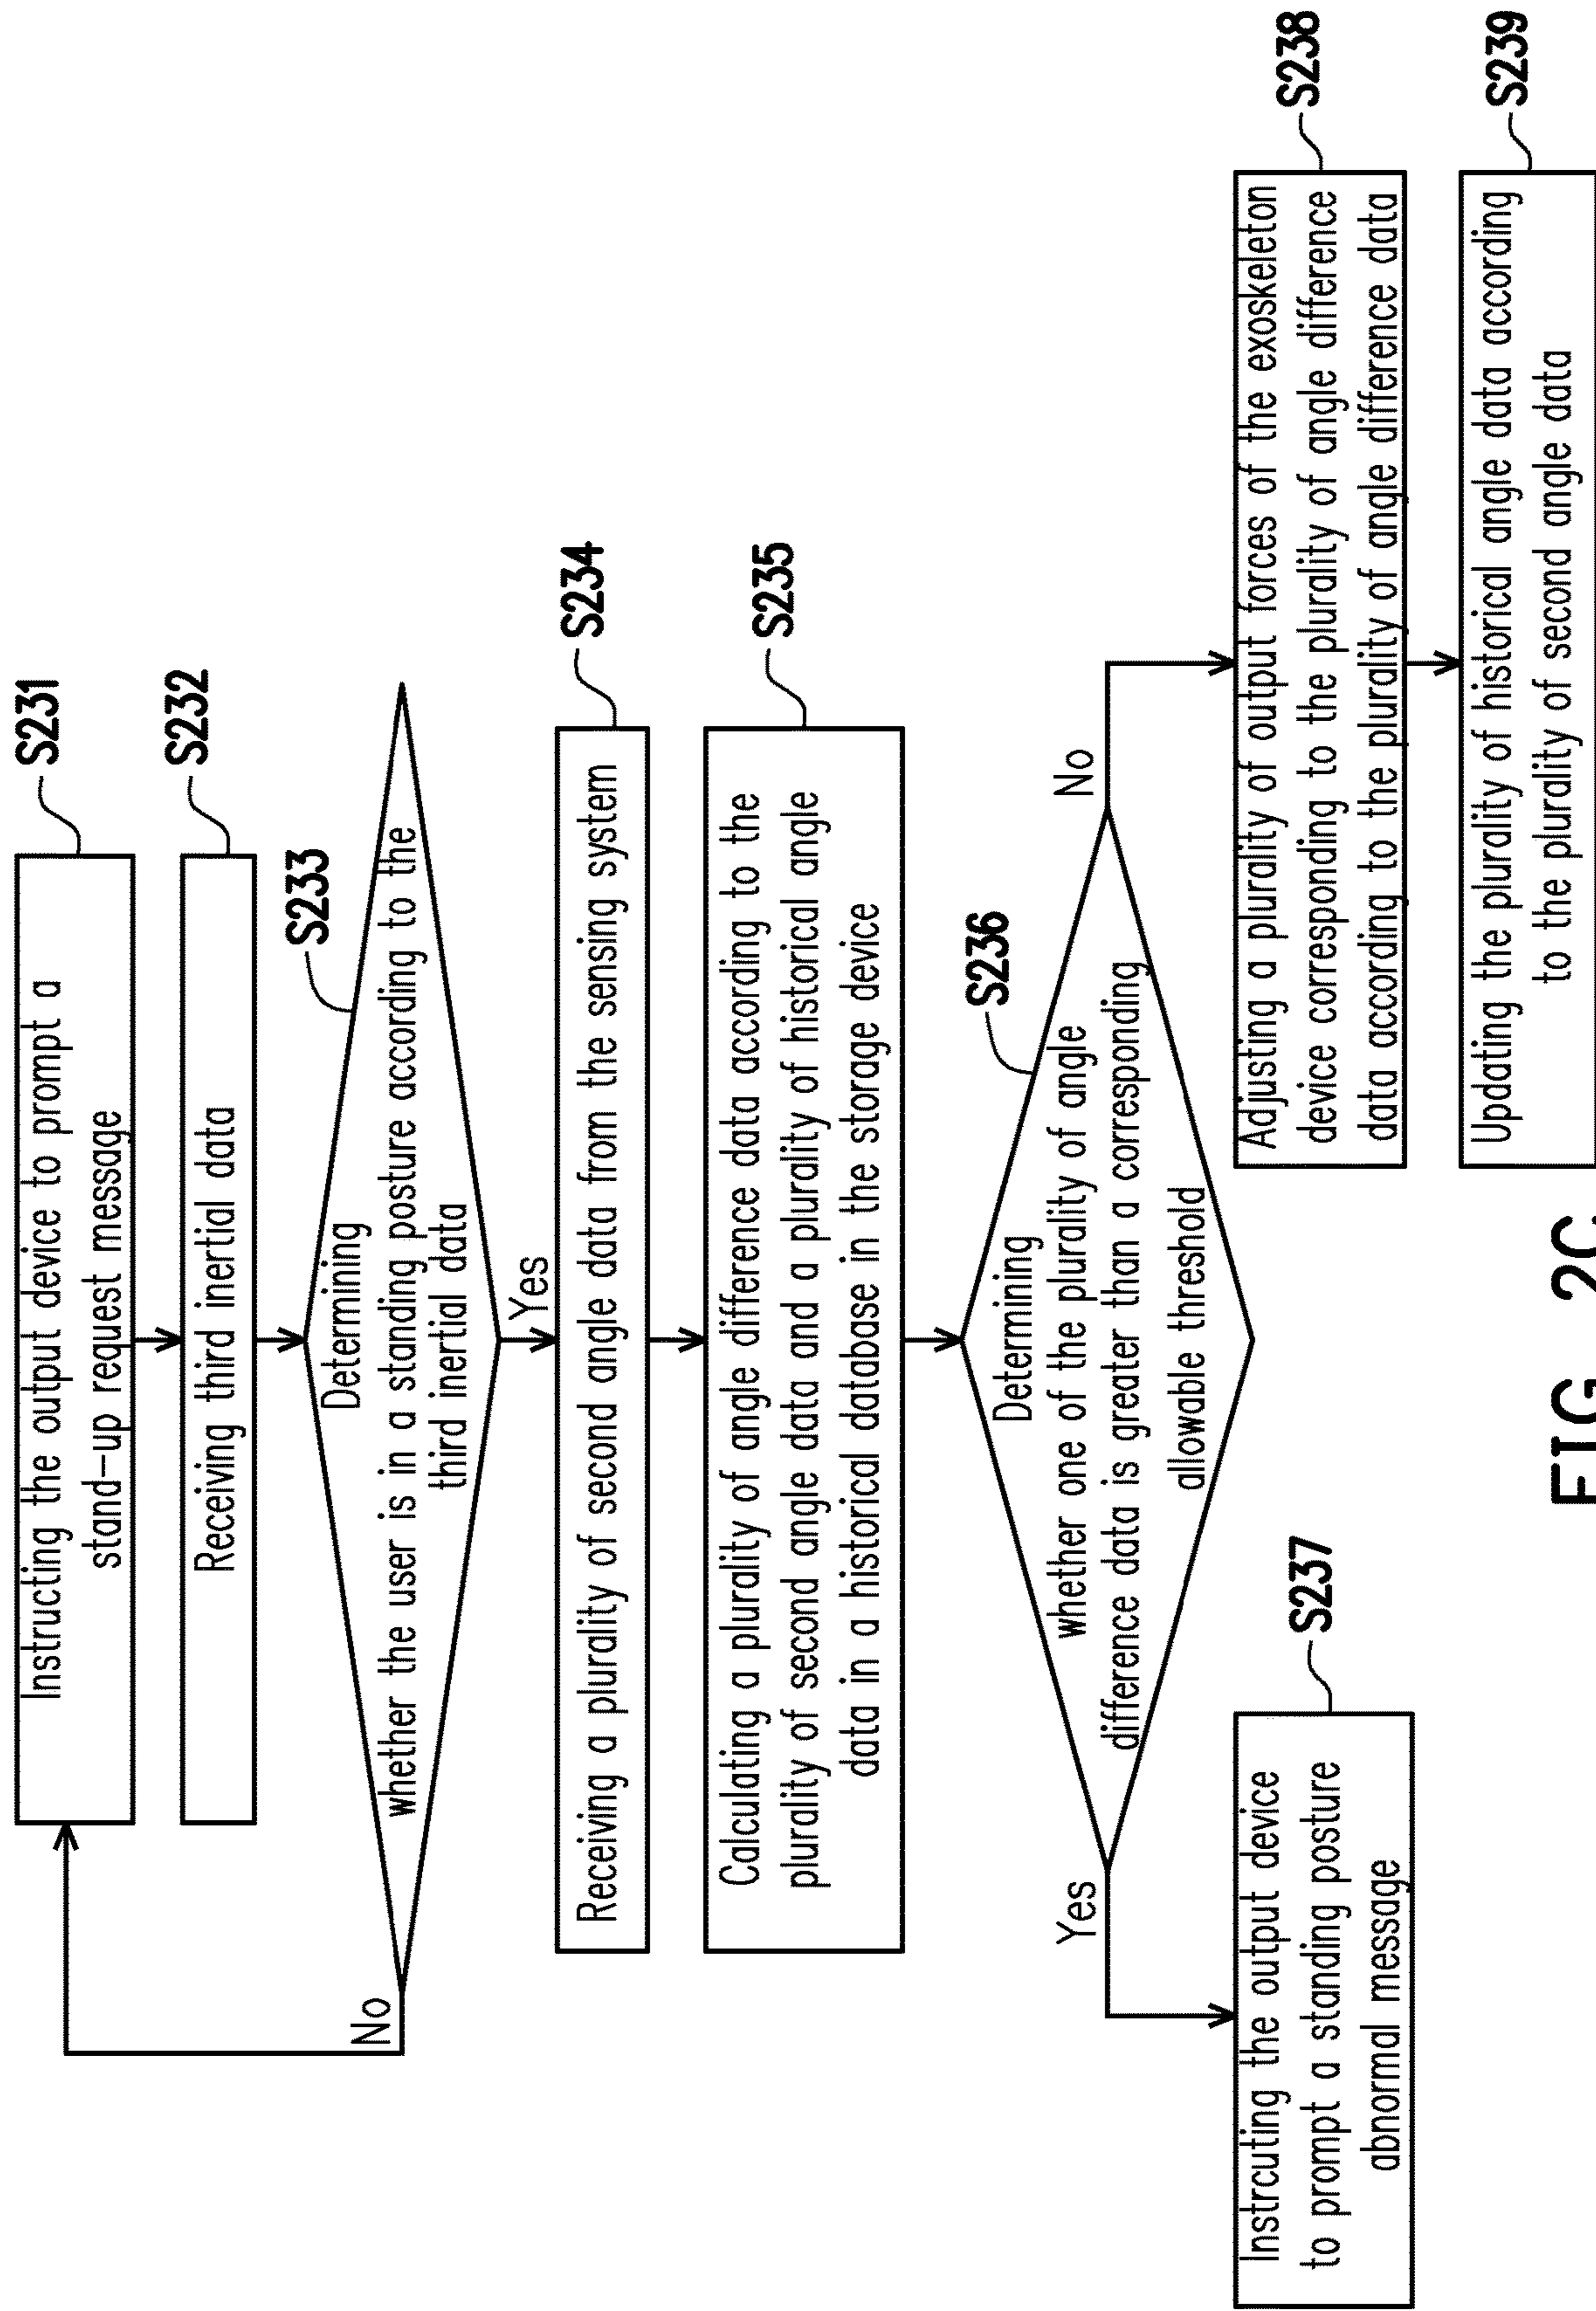 Instructing the output device to prompt a
stand-up request message
S231
Receiving third inertial data
S232
Determining
whether the user is in a standing posture according to the
third inertial data
S233
No
Yes
Receiving a plurality of second angle data from the sensing system
S234
Calculating a plurality of angle difference data according to the
plurality of second angle data and a plurality of historical angle
data in a historical database in the storage device
S235
Determining
whether one of the plurality of angle
difference data is greater than a corresponding
allowable threshold
S236
Yes
No
Instrcuting the output device
to prompt a standing posture
abnormal message
S237
Adjusting a plurality of output forces of the exoskeleton
device corresponding to the plurality of angle difference
data according to the plurality of angle difference data
S238
Updating the plurality of historical angle data according
to the plurality of second angle data
S239
FIG. 2C